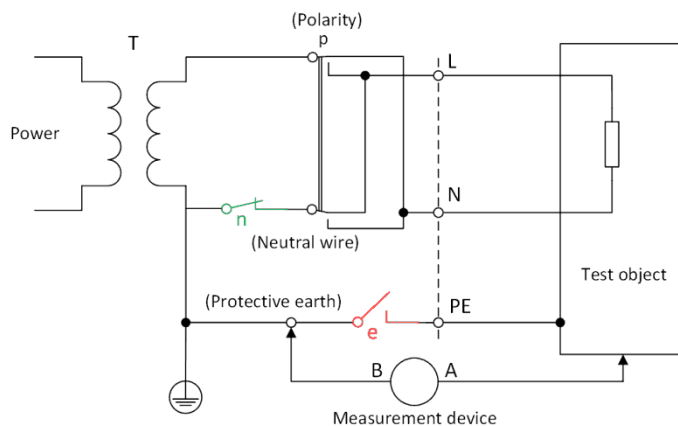 (Polarity)
T
p
L
Power
N
n
(Neutral wire)
Test object
(Protective earth)
PE
e
B
A
Measurement device